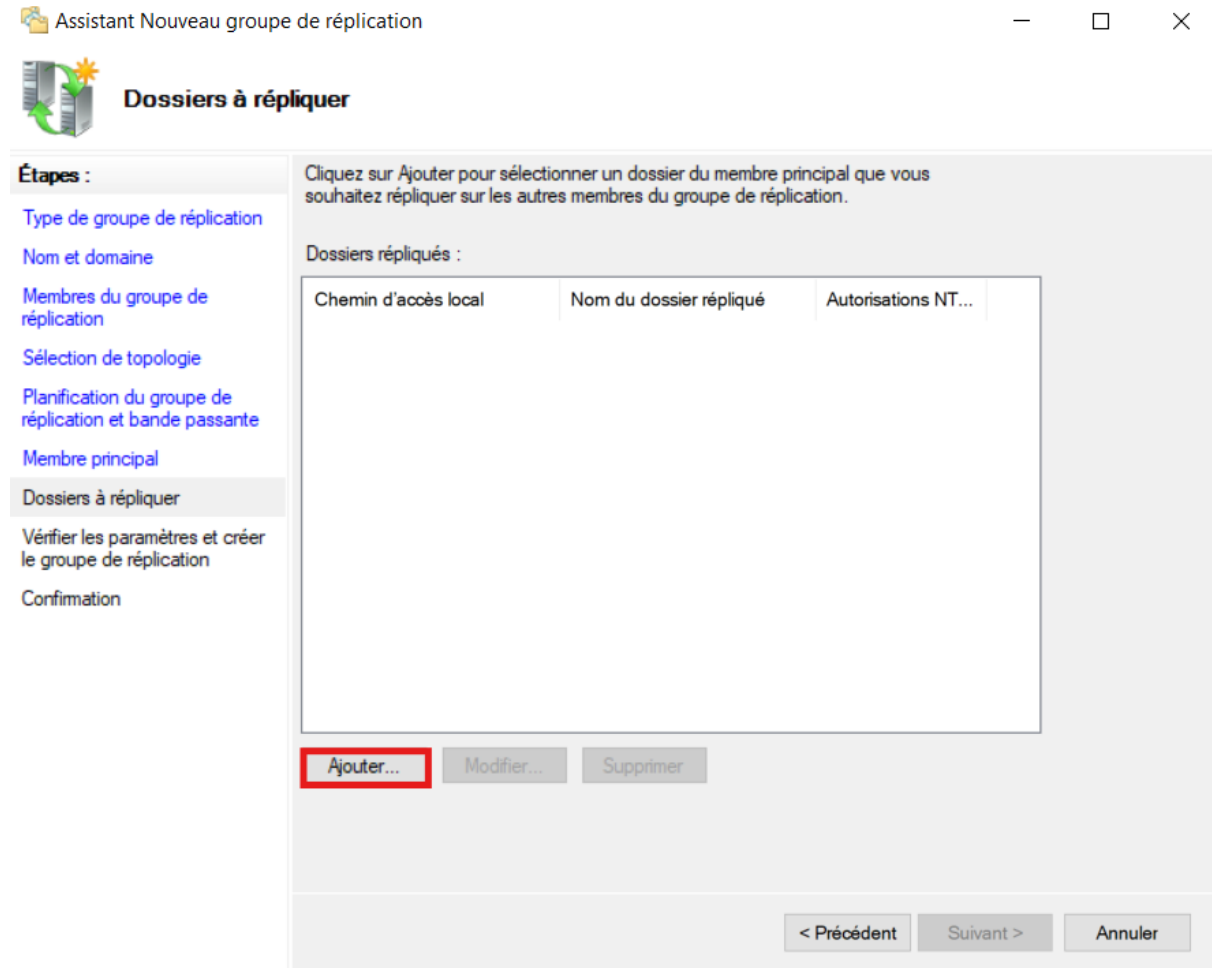 Assistant Nouveau groupe de réplication
Dossiers à répliquer
Étapes :
Type de groupe de réplication
Nom et domaine
Membres du groupe de
réplication
Sélection de topologie
Planification du groupe de
réplication et bande passante
Membre principal
Dossiers à répliquer
Vérifier les paramètres et créer
le groupe de réplication
Confirmation
Cliquez sur Ajouter pour sélectionner un dossier du membre principal que vous
souhaitez répliquer sur les autres membres du groupe de réplication.
Dossiers répliqués :
Chemin d'accès local Nom du dossier répliqué Autorisations NT...
Ajouter... Modifier... Supprimer
< Précédent Suivant > Annuler